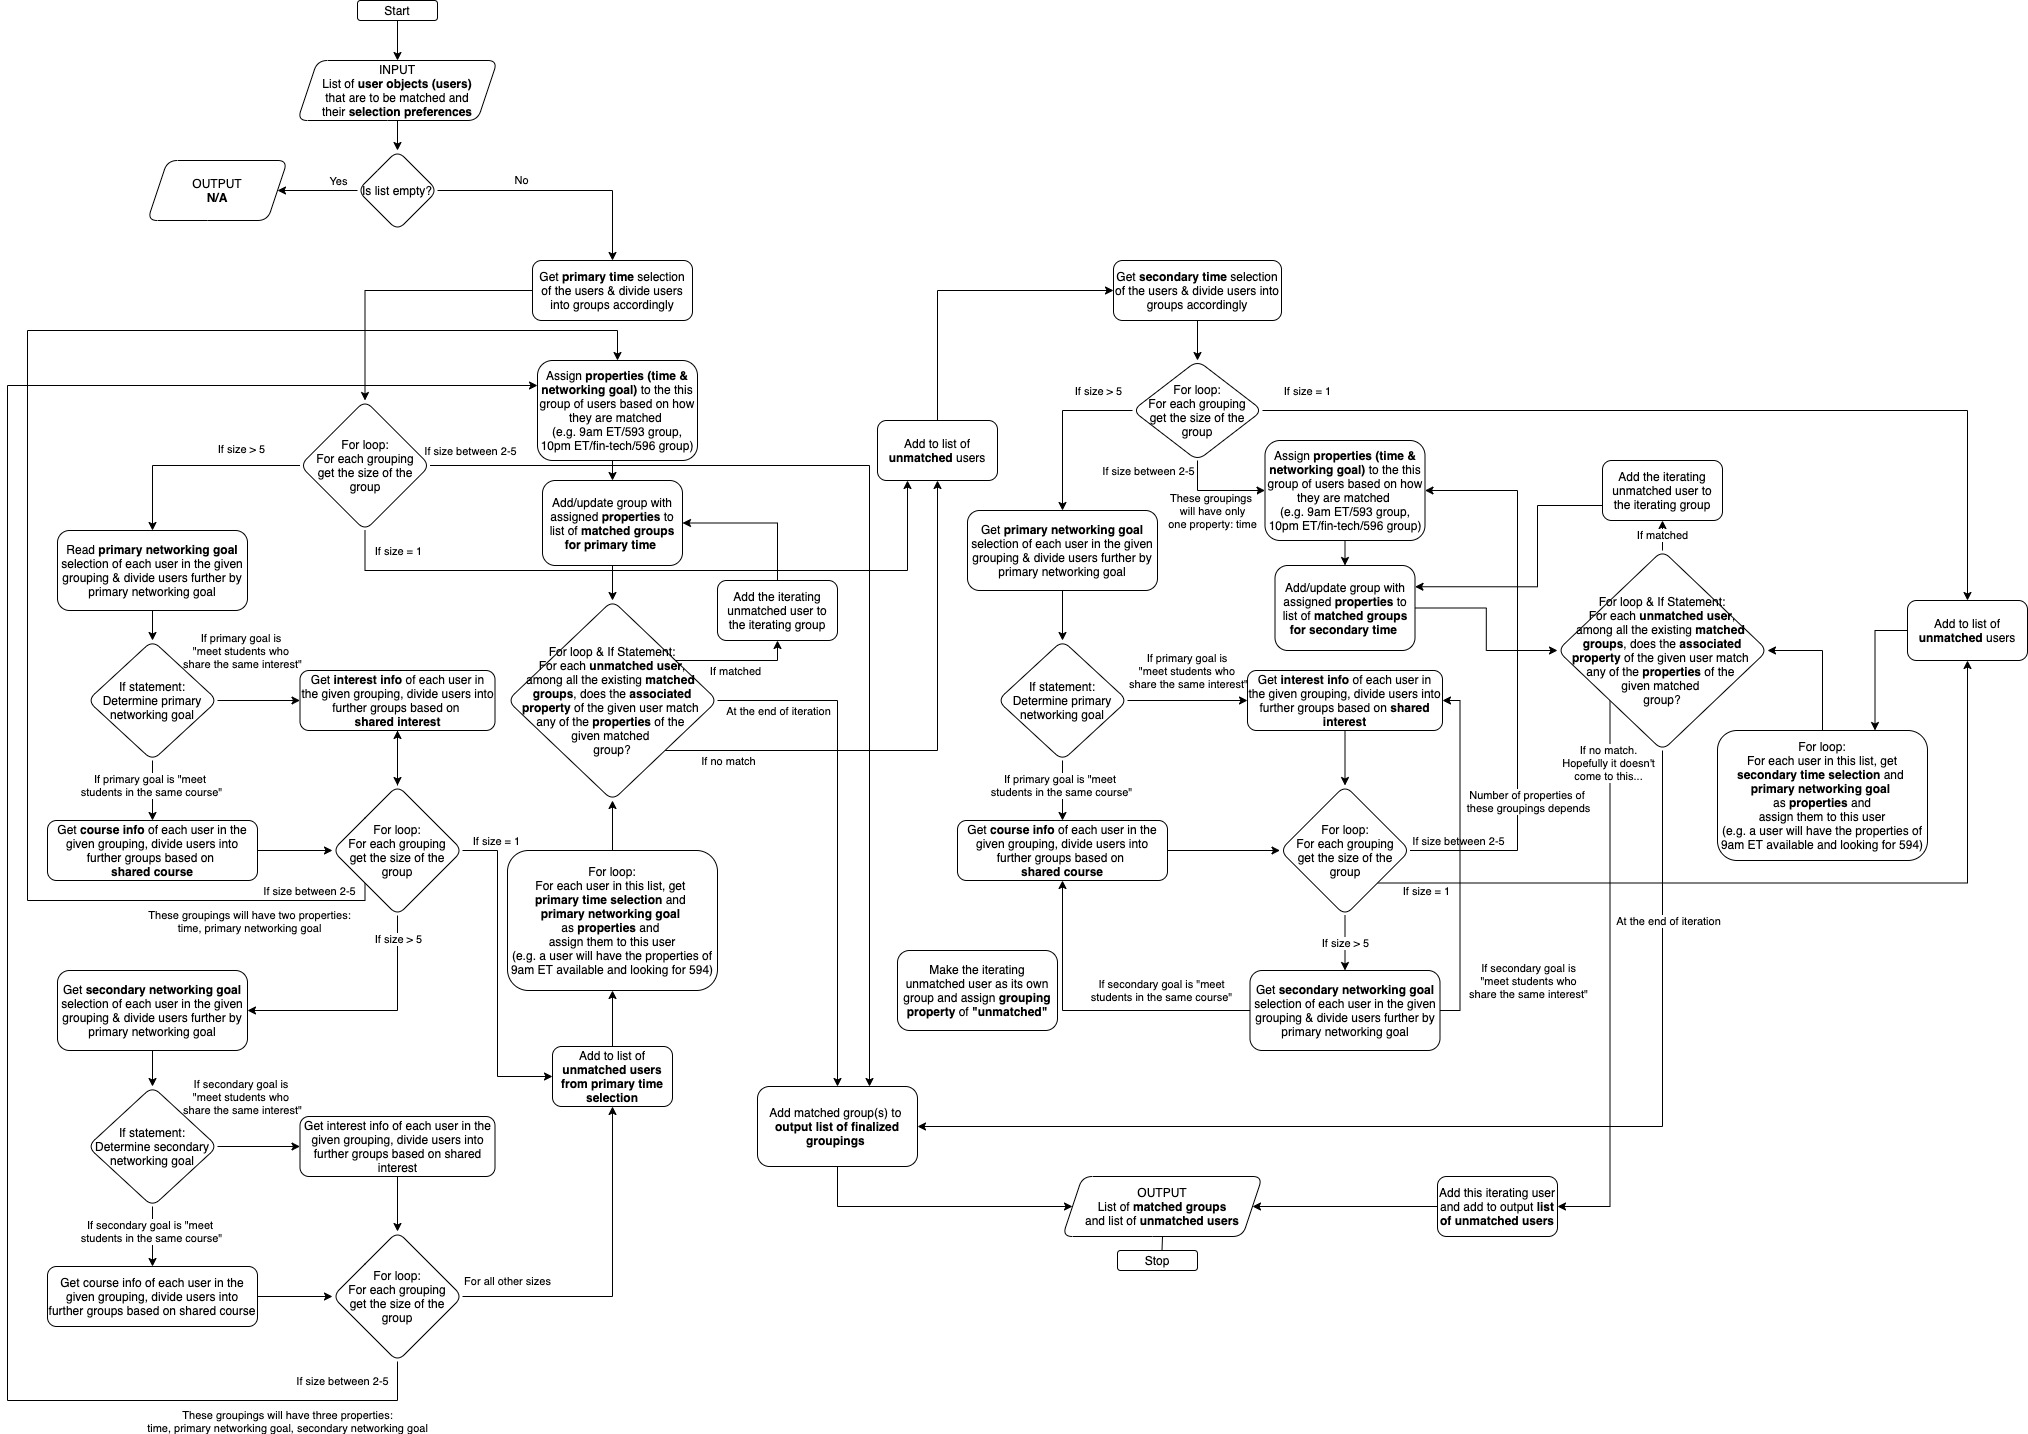 Start
INPUT
List of user objects (users)
that are to be matched and
their selection preferences
Is list empty?
Yes
No
OUTPUT
N/A
Get primary time selection
of the users & divide users
into groups accordingly
Assign properties (time &
networking goal) to the this
group of users based on how
they are matched
(e.g. 9am ET/593 group,
10pm ET/fin-tech/596 group)
For loop:
For each grouping
get the size of the
group
If size > 5
If size between 2-5
If size = 1
Add/update group with
assigned properties to
list of matched groups
for primary time
Read primary networking goal
selection of each user in the given
grouping & divide users further by
primary networking goal
Add the iterating
unmatched user to
the iterating group
If statement:
Determine primary
networking goal
If primary goal is
"meet students who
share the same interest"
Get interest info of each user in
the given grouping, divide users into
further groups based on
shared interest
For loop & If Statement:
For each unmatched user,
among all the existing matched
groups, does the associated
property of the given user match
any of the properties of the
given matched
group?
If matched
At the end of iteration
If no match
If primary goal is "meet
students in the same course"
Get course info of each user in the
given grouping, divide users into
further groups based on
shared course
For loop:
For each grouping
get the size of the
group
If size = 1
If size between 2-5
These groupings will have two properties:
time, primary networking goal
If size > 5
For loop:
For each user in this list, get
primary time selection and
primary networking goal
as properties and
assign them to this user
(e.g. a user will have the properties of
9am ET available and looking for 594)
Get secondary networking goal
selection of each user in the given
grouping & divide users further by
primary networking goal
Add to list of
unmatched users
from primary time
selection
If statement:
Determine secondary
networking goal
If secondary goal is
"meet students who
share the same interest"
Get interest info of each user in the
given grouping, divide users into
further groups based on shared
interest
If secondary goal is "meet
students in the same course"
Get course info of each user in the
given grouping, divide users into
further groups based on shared course
For loop:
For each grouping
get the size of the
group
For all other sizes
If size between 2-5
These groupings will have three properties:
time, primary networking goal, secondary networking goal
Add to list of
unmatched users
Get secondary time selection
of the users & divide users into
groups accordingly
For loop:
For each grouping
get the size of the
group
If size > 5
If size = 1
If size between 2-5
These groupings
will have only
one property: time
Assign properties (time &
networking goal) to the this
group of users based on how
they are matched
(e.g. 9am ET/593 group,
10pm ET/fin-tech/596 group)
Add the iterating
unmatched user to
the iterating group
If matched
Get primary networking goal
selection of each user in the given
grouping & divide users further by
primary networking goal
Add/update group with
assigned properties to
list of matched groups
for secondary time
For loop & If Statement:
For each unmatched user,
among all the existing matched
groups, does the associated
property of the given user match
any of the properties of the
given matched
group?
Add to list of
unmatched users
If statement:
Determine primary
networking goal
If primary goal is
"meet students who
share the same interest"
Get interest info of each user in
the given grouping, divide users into
further groups based on shared
interest
If no match.
Hopefully it doesn't
come to this...
For loop:
For each user in this list, get
secondary time selection and
primary networking goal
as properties and
assign them to this user
(e.g. a user will have the properties of
9am ET available and looking for 594)
If primary goal is "meet
students in the same course"
Number of properties of
these groupings depends
Get course info of each user in the
given grouping, divide users into
further groups based on
shared course
For loop:
For each grouping
get the size of the
group
If size between 2-5
If size = 1
If size > 5
At the end of iteration
Make the iterating
unmatched user as its own
group and assign grouping
property of "unmatched"
If secondary goal is "meet
students in the same course"
Get secondary networking goal
selection of each user in the given
grouping & divide users further by
primary networking goal
If secondary goal is
"meet students who
share the same interest"
Add matched group(s) to
output list of finalized
groupings
OUTPUT
List of matched groups
and list of unmatched users
Add this iterating user
and add to output list
of unmatched users
Stop